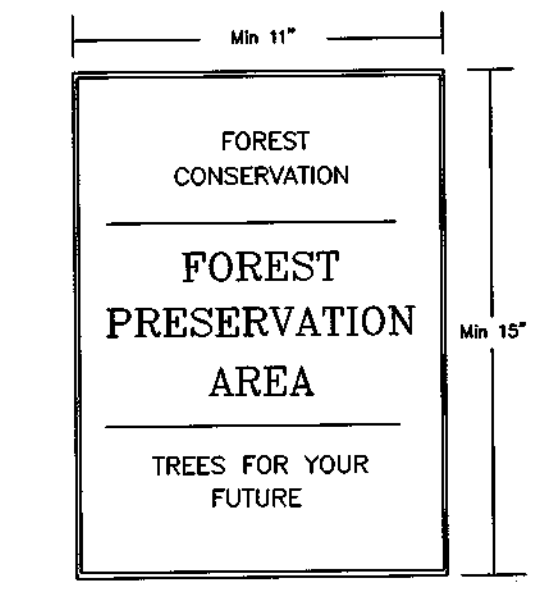 Min 11"
FOREST
CONSERVATION
FOREST
PRESERVATION
AREA
Min 15"
TREES FOR YOUR
FUTURE